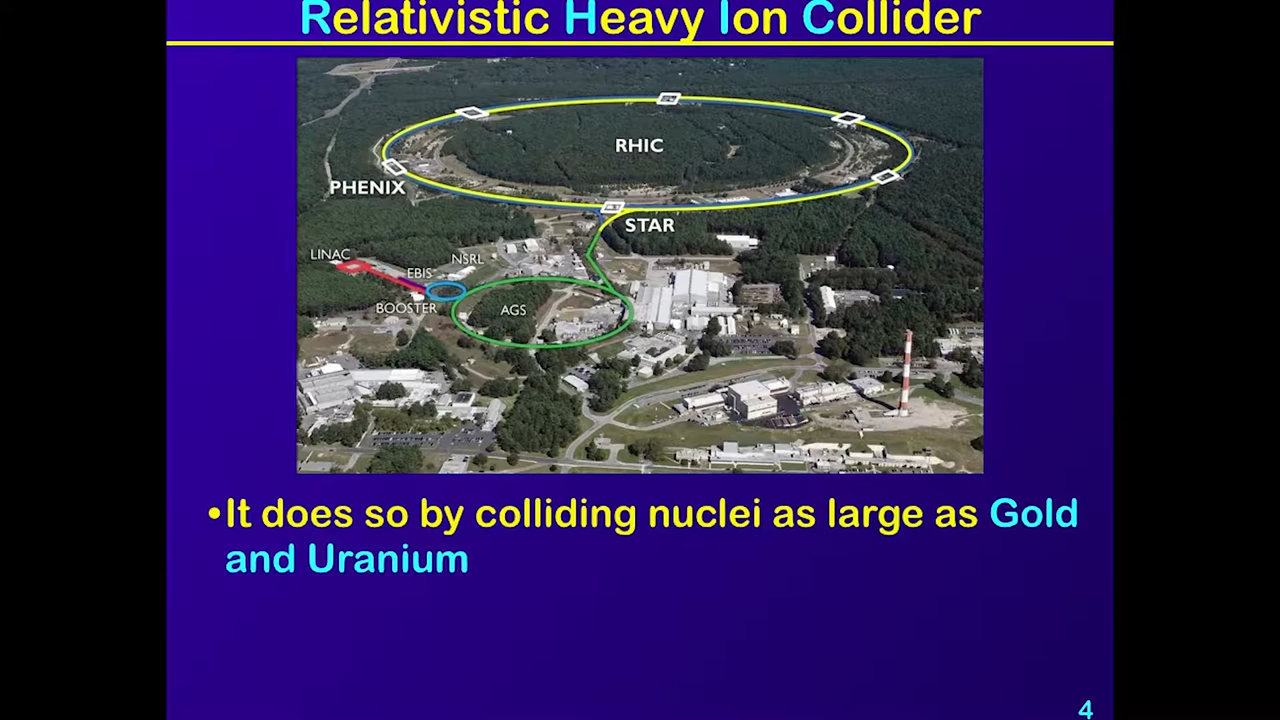 Relativistic Heavy Ion Collider
RHIC
PHENIX
STAR
LINAC
EBIS
NSRL
BOOSTER
AGS
•It does so by colliding nuclei as large as Gold
and Uranium
4